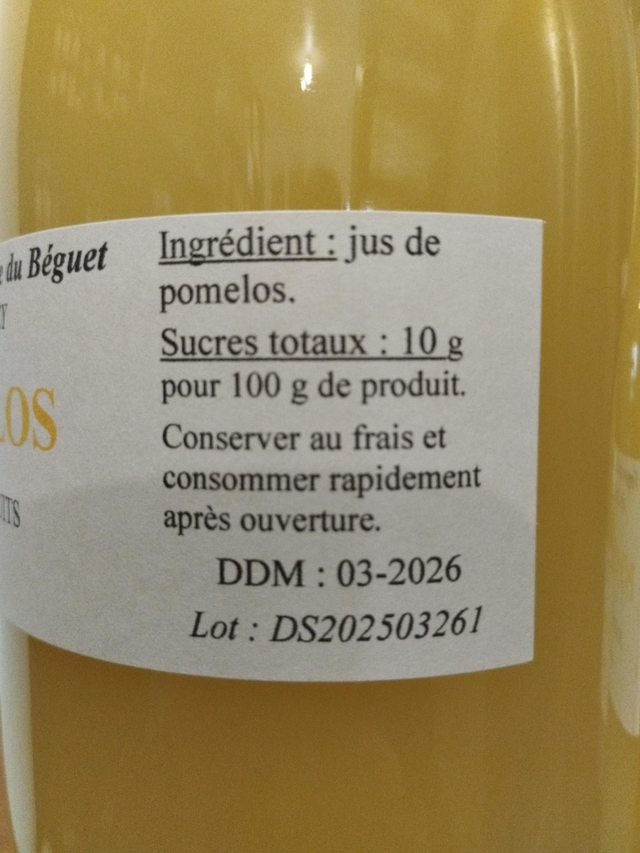 du Béguet
LOS
Ingrédient : jus de
pomelos.
Sucres totaux : 10 g
pour 100 g de produit.
Conserver au frais et
consommer rapidement
après ouverture.
DDM : 03-2026
Lot : DS202503261